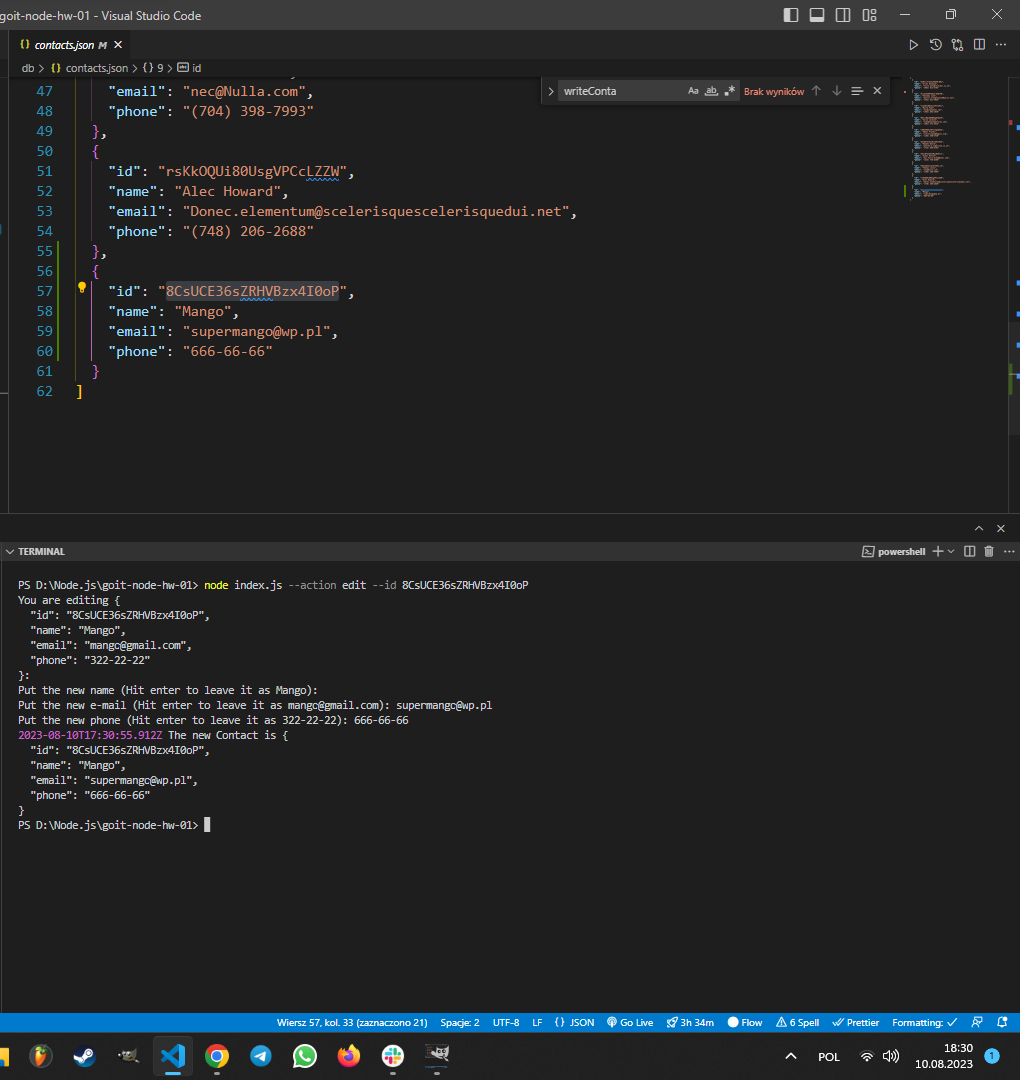 goit-node-hw-01 - Visual Studio Code
{} contacts.json M
db > {} contacts.json > {} 9 > id
writeConta Aa ab .* Brak wyników
47 "email": "nec@Nulla.com",
48 "phone": "(704) 398-7993"
49 },
50 {
51 "id": "rsKkOQUi80UsgVPCcLZZW",
52 "name": "Alec Howard",
53 "email": "Donec.elementum@scelerisquescelerisquedui.net",
54 "phone": "(748) 206-2688"
55 },
56 {
57 "id": "8CsUCE36sZRHVBzx4I0oP",
58 "name": "Mango",
59 "email": "supermango@wp.pl",
60 "phone": "666-66-66"
61 }
62 ]
TERMINAL
powershell
PS D:\Node.js\goit-node-hw-01> node index.js --action edit --id 8CsUCE36sZRHVBzx4I0oP
You are editing {
"id": "8CsUCE36sZRHVBzx4I0oP",
"name": "Mango",
"email": "mango@gmail.com",
"phone": "322-22-22"
}:
Put the new name (Hit enter to leave it as Mango):
Put the new e-mail (Hit enter to leave it as mango@gmail.com): supermango@wp.pl
Put the new phone (Hit enter to leave it as 322-22-22): 666-66-66
2023-08-10T17:30:55.912Z The new Contact is {
"id": "8CsUCE36sZRHVBzx4I0oP",
"name": "Mango",
"email": "supermango@wp.pl",
"phone": "666-66-66"
}
PS D:\Node.js\goit-node-hw-01>
Wiersz 57, kol. 33 (zaznaczono 21) Spacje: 2 UTF-8 LF {} JSON Go Live 3h 34m Flow 6 Spell Prettier Formatting: ✓
POL
18:30
10.08.2023
1